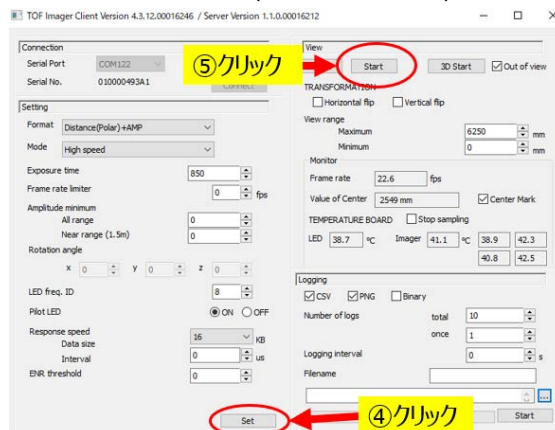 TOF Imager Client Version 4.3.12.00016246 / Server Version 1.1.0.00016212
Connection
Serial Port COM122
Serial No. 010000493A1
Connect
⑤クリック
Setting
Format Distance(Polar)+AMP
Mode High speed
Exposure time 850
Frame rate limiter 0 fps
Amplitude minimum
All range 0
Near range (1.5m) 0
Rotation angle
x 0 y 0 z 0
LED freq. ID 8
Pilot LED ON OFF
Response speed
Data size 16 KB
Interval 0 us
ENR threshold 0
Set
④クリック
View
Start 3D Start Out of view
TRANSFORMATION
Horizontal flip Vertical flip
View range
Maximum 6250 mm
Minimum 0 mm
Monitor
Frame rate 22.6 fps
Value of Center 2549 mm Center Mark
TEMPERATURE BOARD Stop sampling
LED 38.7 ℃ Imager 41.1 ℃ 38.9 42.3
40.8 42.5
Logging
CSV PNG Binary
Number of logs total 10
once 1
Logging interval 0 s
Filename
...
Start